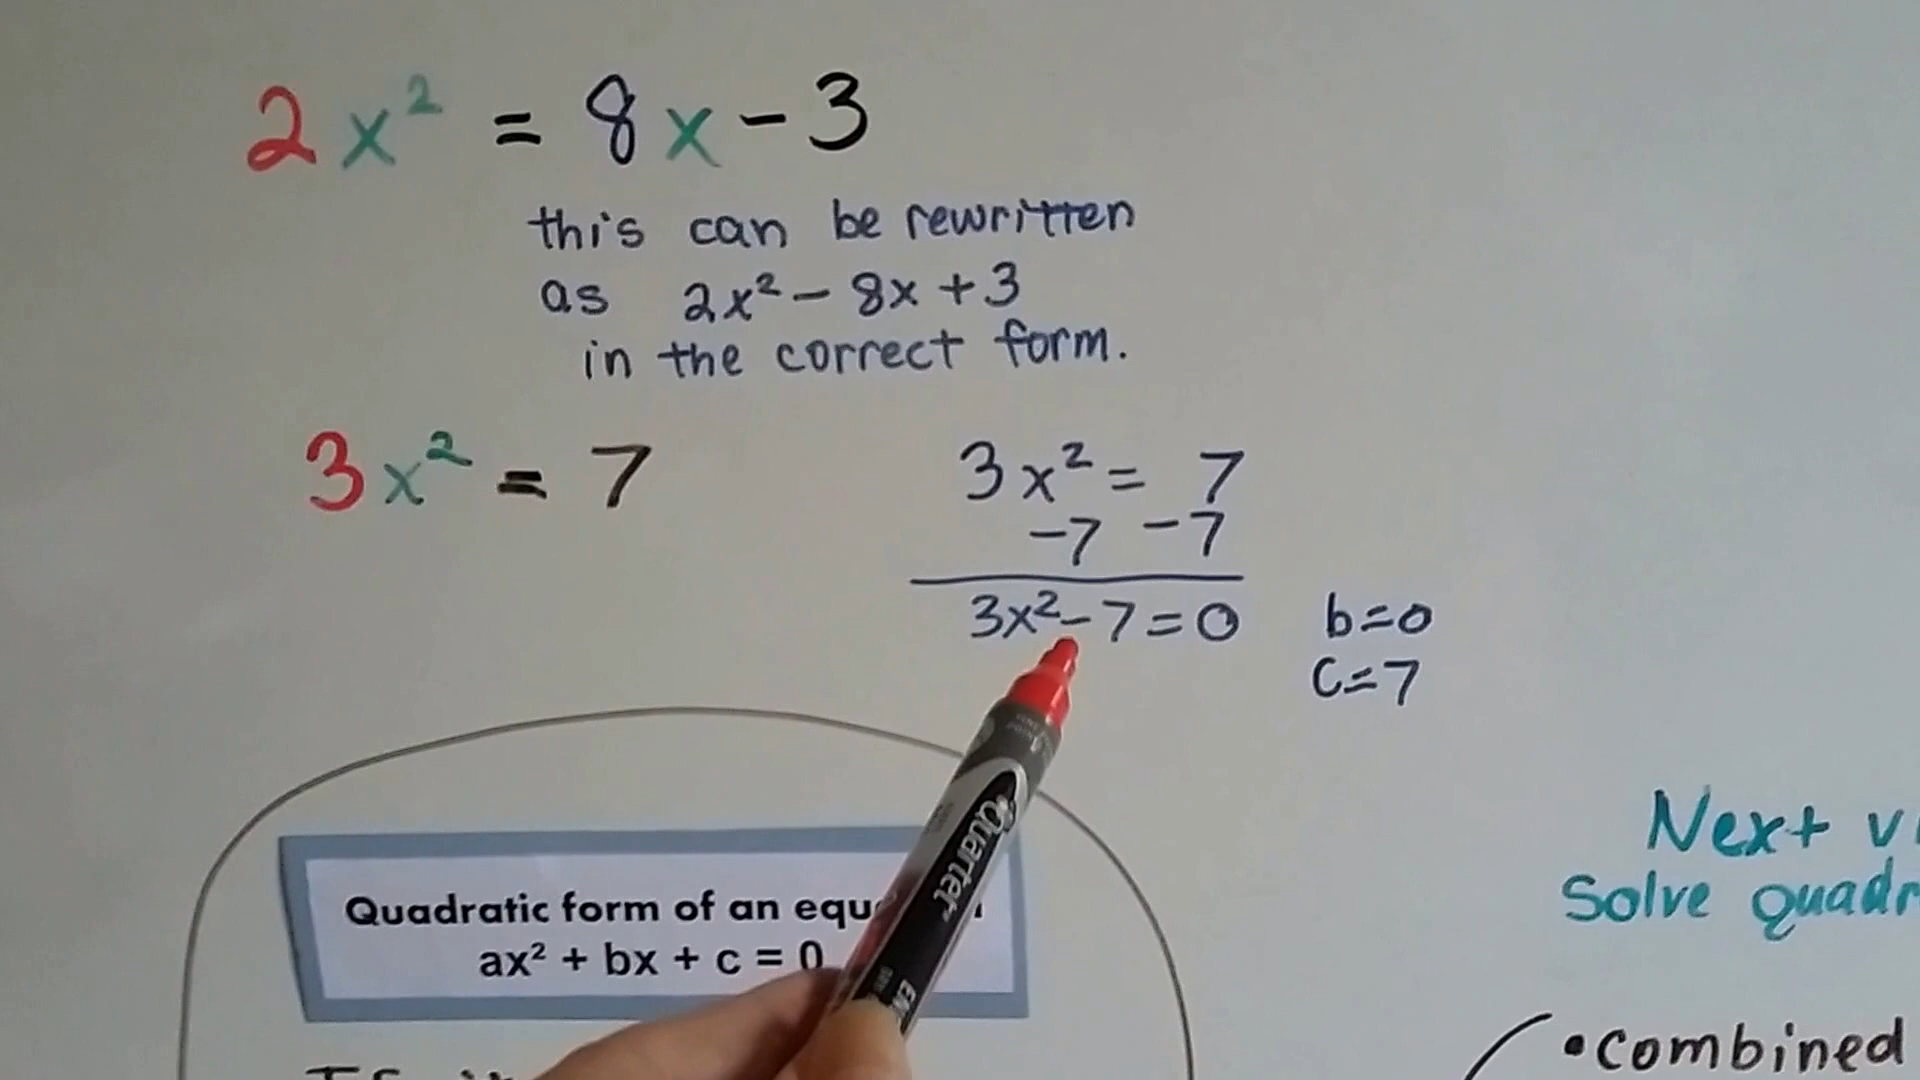 2x² = 8x - 3
this can be rewritten
as 2x² - 8x + 3
in the correct form.
3x² = 7
3x² = 7
-7 -7
3x² - 7 = 0
b=0
c=7
Quadratic form of an
ax² + bx + c = 0
Quartet
Next
Solve
•combined